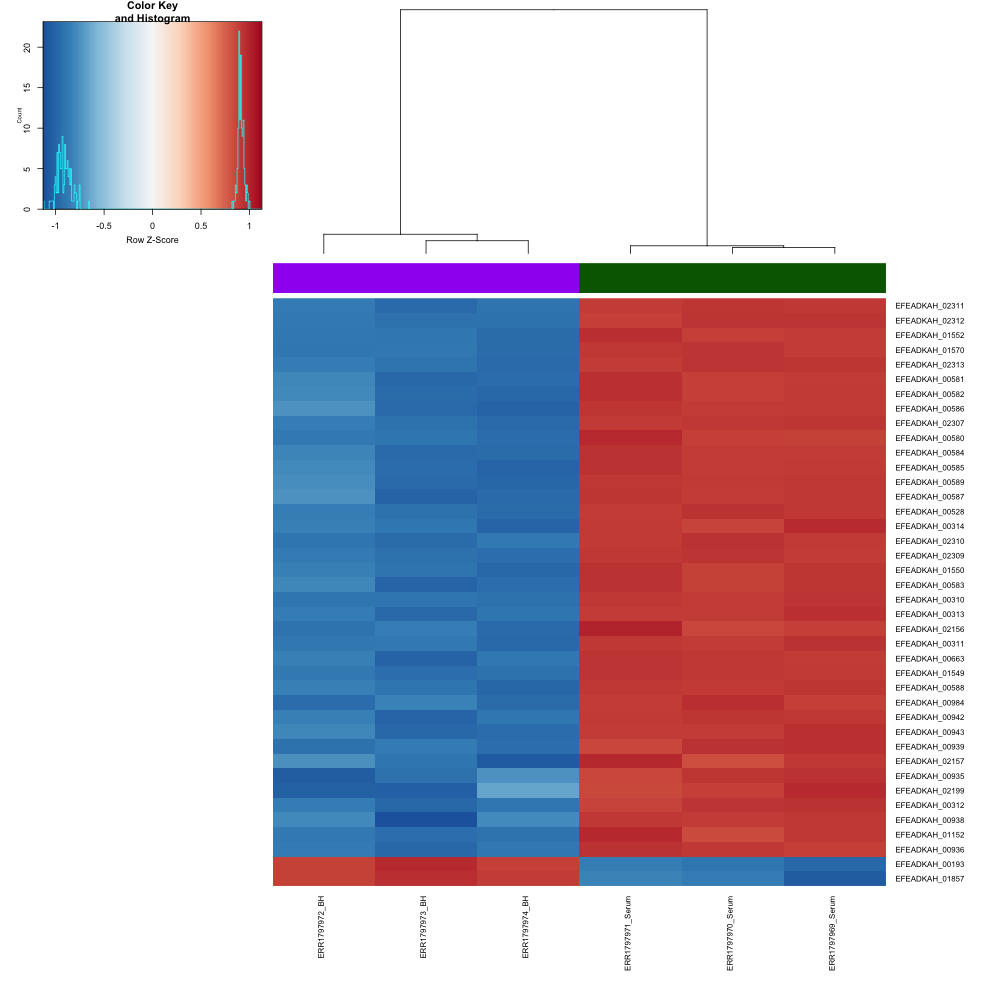 Color Key
and Histogram
Count
0
5
10
15
20
-1
-0.5
0
0.5
1
Row Z-Score
EFEADKAH_02311
EFEADKAH_02312
EFEADKAH_01552
EFEADKAH_01570
EFEADKAH_02313
EFEADKAH_00581
EFEADKAH_00582
EFEADKAH_00586
EFEADKAH_02307
EFEADKAH_00580
EFEADKAH_00584
EFEADKAH_00585
EFEADKAH_00589
EFEADKAH_00587
EFEADKAH_00528
EFEADKAH_00314
EFEADKAH_02310
EFEADKAH_02309
EFEADKAH_01550
EFEADKAH_00583
EFEADKAH_00310
EFEADKAH_00313
EFEADKAH_02156
EFEADKAH_00311
EFEADKAH_00663
EFEADKAH_01549
EFEADKAH_00588
EFEADKAH_00984
EFEADKAH_00942
EFEADKAH_00943
EFEADKAH_00939
EFEADKAH_02157
EFEADKAH_00935
EFEADKAH_02199
EFEADKAH_00312
EFEADKAH_00938
EFEADKAH_01152
EFEADKAH_00936
EFEADKAH_00193
EFEADKAH_01857
ERR1797972_BH
ERR1797973_BH
ERR1797974_BH
ERR1797971_Serum
ERR1797970_Serum
ERR1797969_Serum